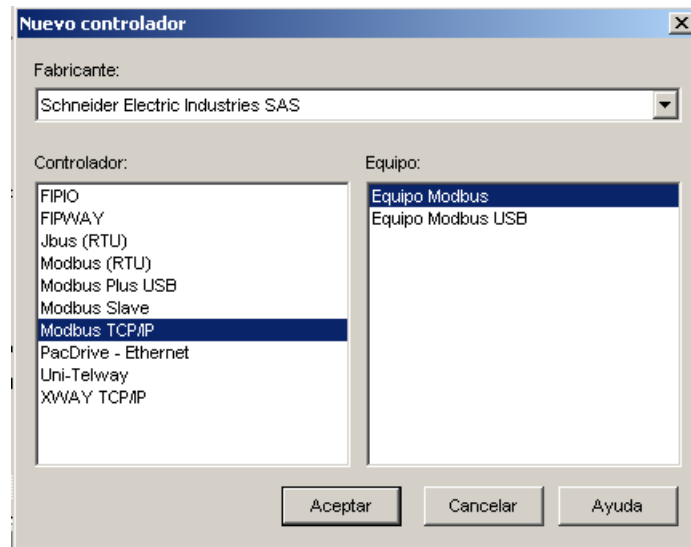 Nuevo controlador
Fabricante:
Schneider Electric Industries SAS
Controlador:
FIPIO
FIPWAY
Jbus (RTU)
Modbus (RTU)
Modbus Plus USB
Modbus Slave
Modbus TCP/IP
PacDrive - Ethernet
Uni-Telway
XWAY TCP/IP
Equipo:
Equipo Modbus
Equipo Modbus USB
Aceptar
Cancelar
Ayuda